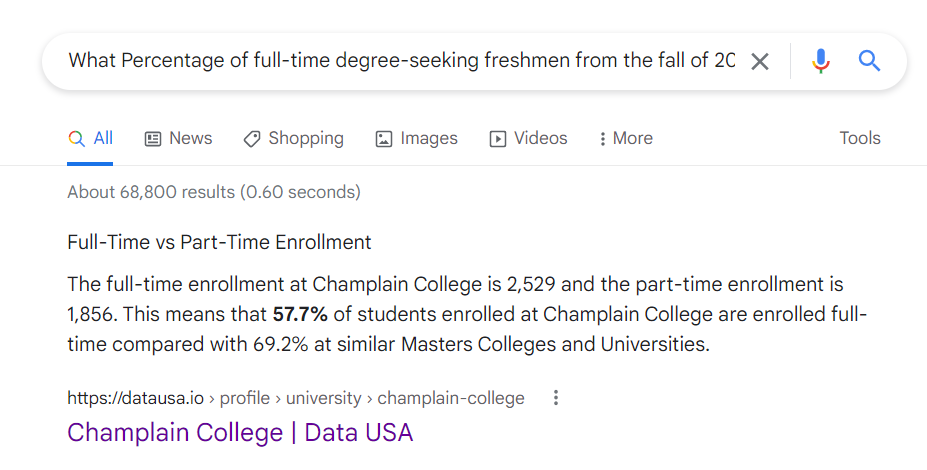 What Percentage of full-time degree-seeking freshmen from the fall of 20
All
News
Shopping
Images
Videos
More
Tools
About 68,800 results (0.60 seconds)
Full-Time vs Part-Time Enrollment
The full-time enrollment at Champlain College is 2,529 and the part-time enrollment is
1,856. This means that 57.7% of students enrolled at Champlain College are enrolled full-
time compared with 69.2% at similar Masters Colleges and Universities.
https://datausa.io › profile › university › champlain-college
Champlain College | Data USA